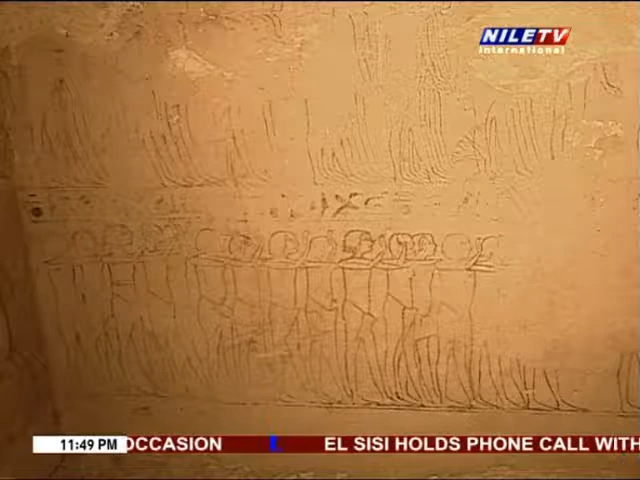 NILETV
International
11:49 PM OCCASION EL SISI HOLDS PHONE CALL WITH